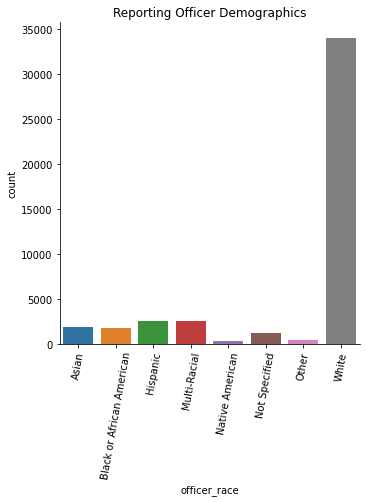 Reporting Officer Demographics
35000
30000
25000
20000
15000
10000
5000
0
count
Asian
Black or African American
Hispanic
Multi-Racial
Native American
Not Specified
Other
White
officer_race